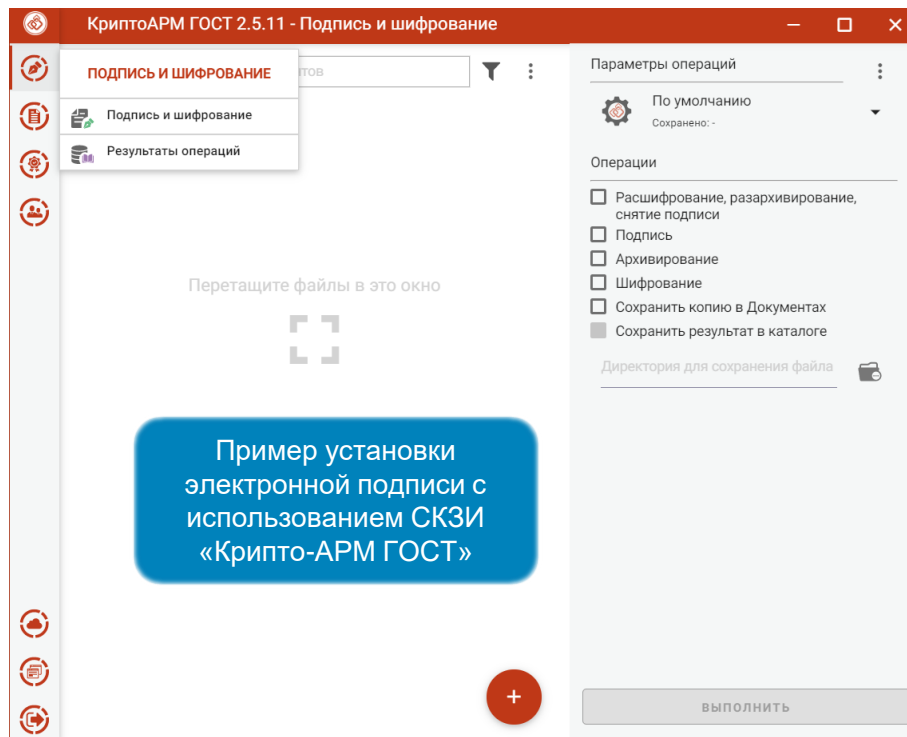 КриптоАРМ ГОСТ 2.5.11 - Подпись и шифрование
ПОДПИСЬ И ШИФРОВАНИЕ
Подпись и шифрование
Результаты операций
Перетащите файлы в это окно
Пример установки
электронной подписи с
использованием СКЗИ
«Крипто-АРМ ГОСТ»
Параметры операций
По умолчанию
Сохранено: -
Операции
Расшифрование, разархивирование,
снятие подписи
Подпись
Архивирование
Шифрование
Сохранить копию в Документах
Сохранить результат в каталоге
Директория для сохранения файла
ВЫПОЛНИТЬ